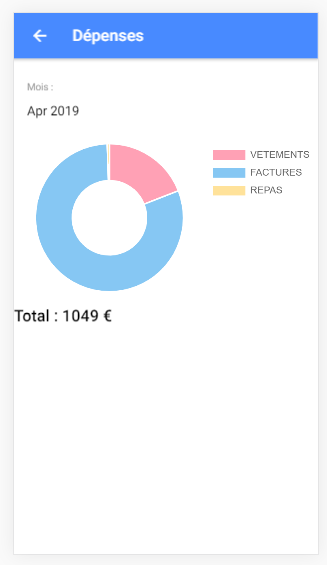 Dépenses
Mois :
Apr 2019
VETEMENTS
FACTURES
REPAS
Total : 1049 €